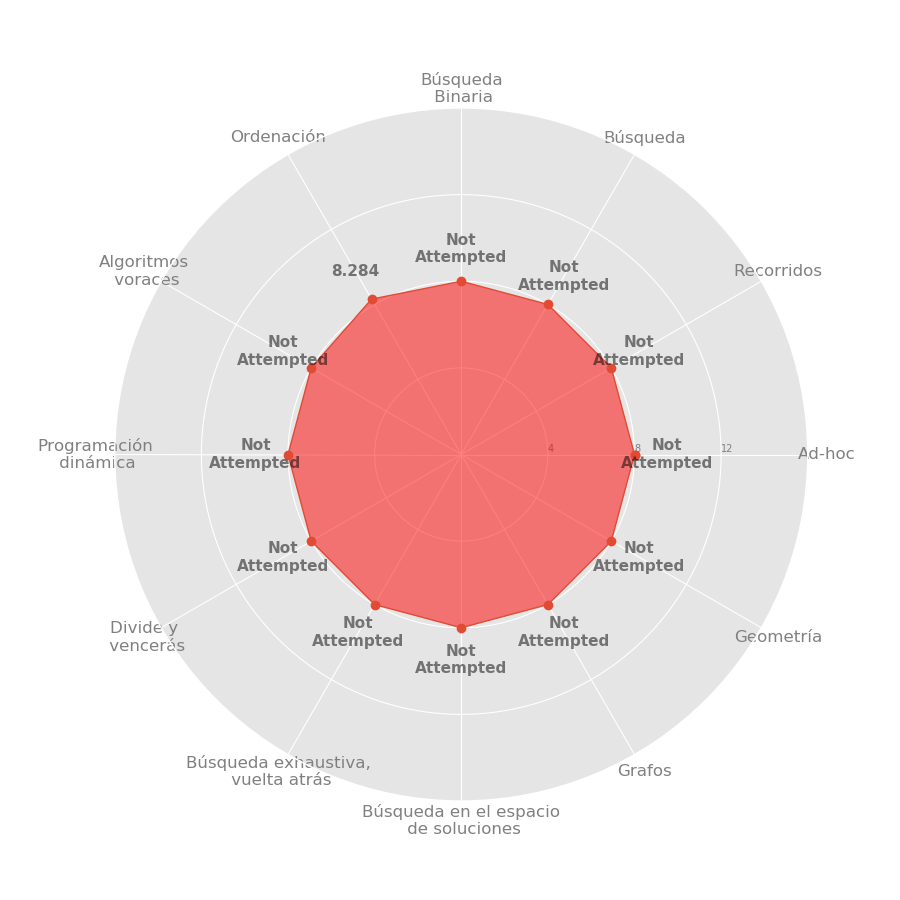 Búsqueda
Binaria
Ordenación
Búsqueda
Not
Attempted
8.284
Not
Attempted
Algoritmos
voraces
Recorridos
Not
Attempted
Not
Attempted
Programación
dinámica
Not
Attempted
4
8
12
Not
Attempted
Ad-hoc
Not
Attempted
Not
Attempted
Divide y
vencerás
Geometría
Not
Attempted
Not
Attempted
Not
Attempted
Búsqueda exhaustiva,
vuelta atrás
Grafos
Búsqueda en el espacio
de soluciones